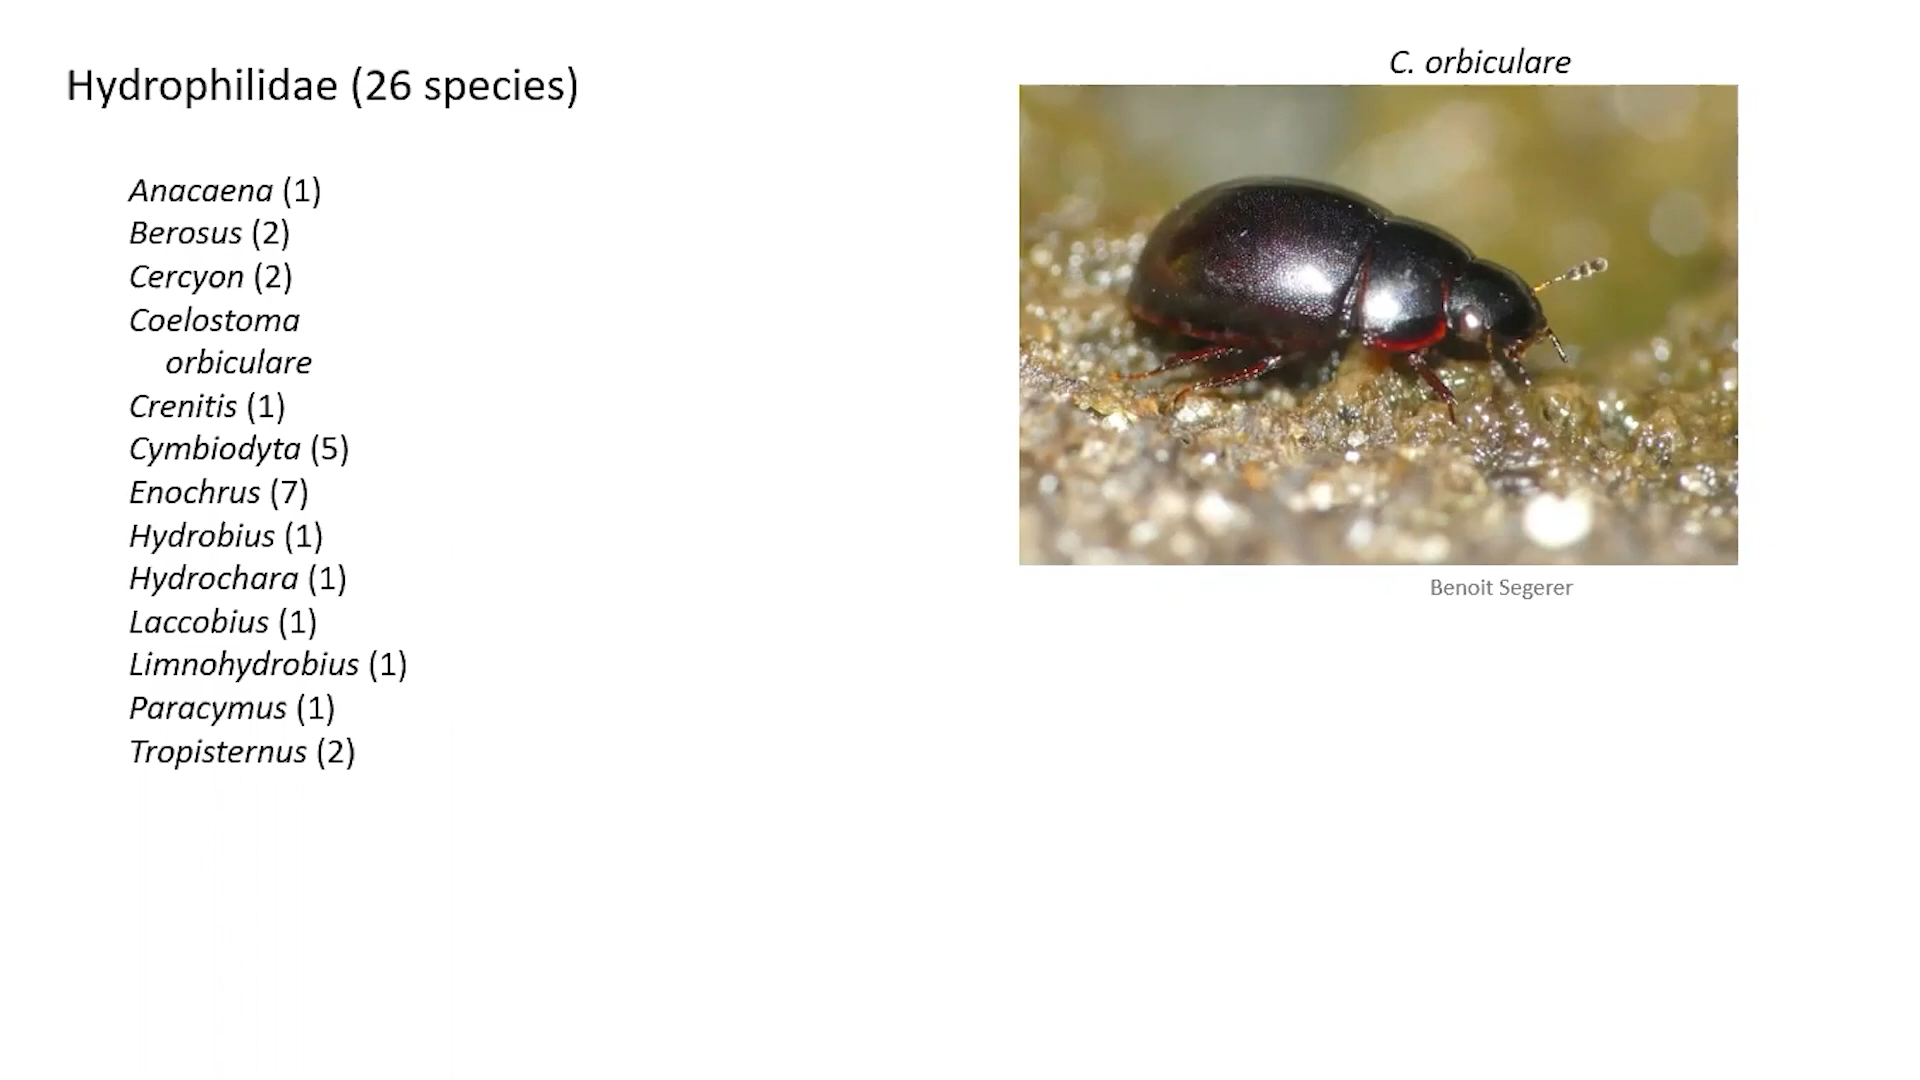 Hydrophilidae (26 species)
Anacaena (1)
Berosus (2)
Cercyon (2)
Coelostoma
orbiculare
Crenitis (1)
Cymbiodyta (5)
Enochrus (7)
Hydrobius (1)
Hydrochara (1)
Laccobius (1)
Limnohydrobius (1)
Paracymus (1)
Tropisternus (2)
C. orbiculare
Benoit Segerer